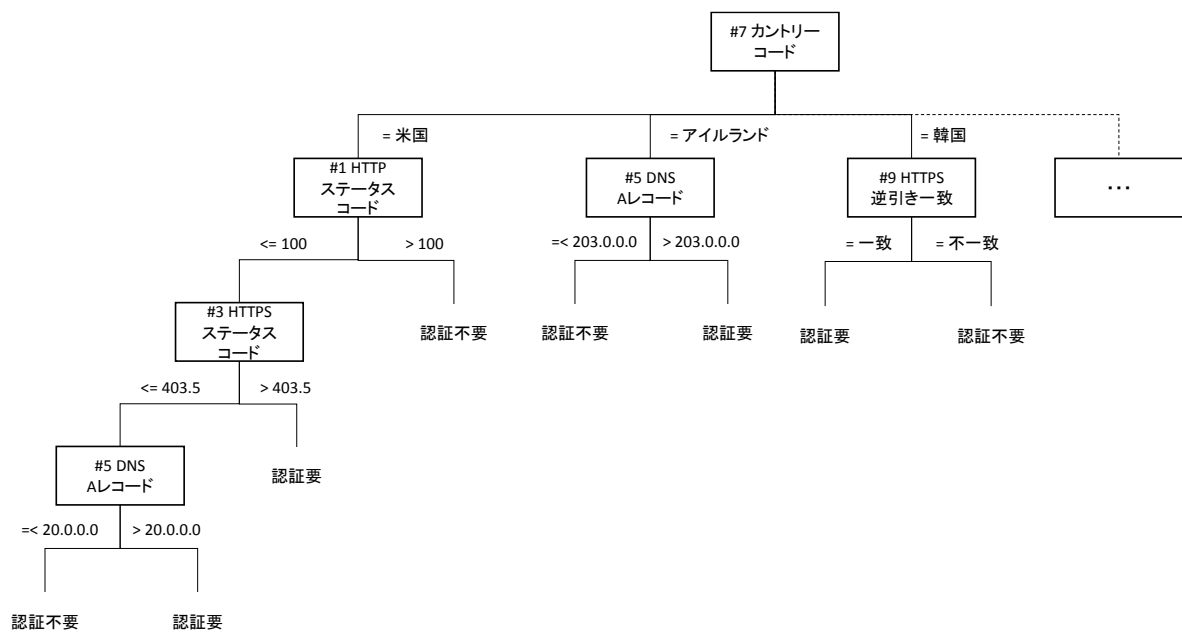 #7 カントリー
コード
= 米国
= アイルランド
= 韓国
#1 HTTP
ステータス
コード
#5 DNS
Aレコード
#9 HTTPS
逆引き一致
...
<= 100
> 100
=< 203.0.0.0
> 203.0.0.0
= 一致
= 不一致
#3 HTTPS
ステータス
コード
認証不要
認証不要
認証要
認証要
認証不要
<= 403.5
> 403.5
#5 DNS
Aレコード
認証要
=< 20.0.0.0
> 20.0.0.0
認証不要
認証要